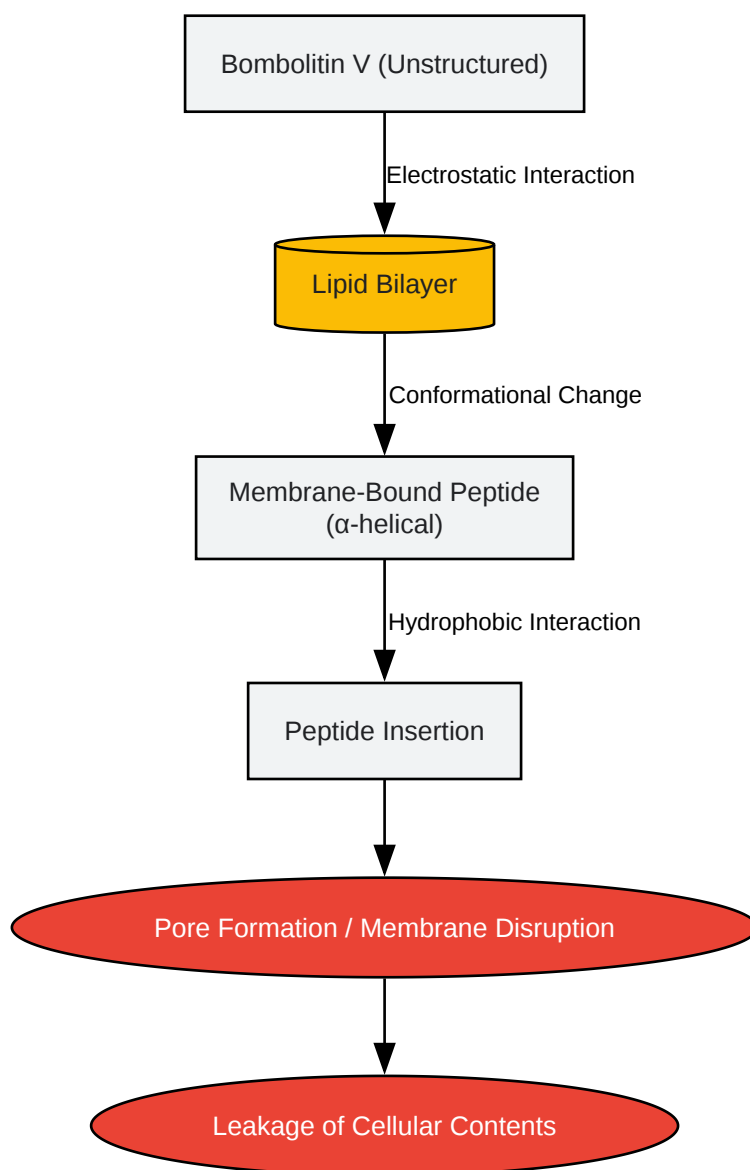 Bombolitin V (Unstructured)
Electrostatic Interaction
Lipid Bilayer
Conformational Change
Membrane-Bound Peptide
(α-helical)
Hydrophobic Interaction
Peptide Insertion
Pore Formation / Membrane Disruption
Leakage of Cellular Contents